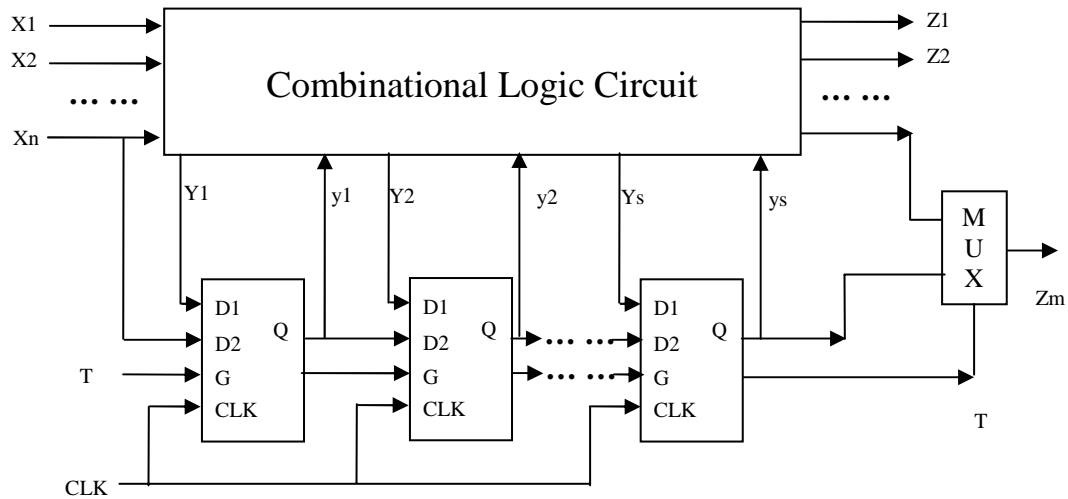 X1
Z1
X2
Z2
Combinational Logic Circuit
... ...
... ...
Xn
Y1
y1
Y2
y2
Ys
ys
M
U
X
Zm
D1
Q
D2
G
CLK
D1
Q
D2
G
CLK
... ...
... ...
D1
Q
D2
G
CLK
T
T
CLK